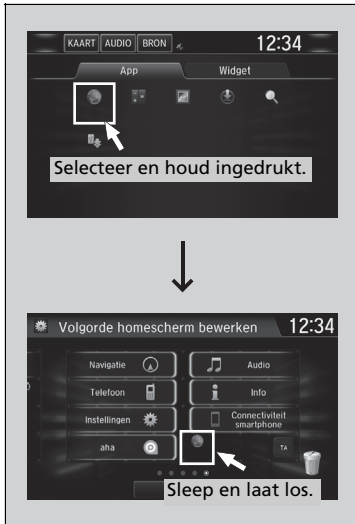 KAART AUDIO BRON 12:34
App Widget
Selecteer en houd ingedrukt.
Volgorde homescherm bewerken 12:34
Navigatie Audio
Telefoon Info
Instellingen Connectiviteit smartphone
aha TA
Sleep en laat los.